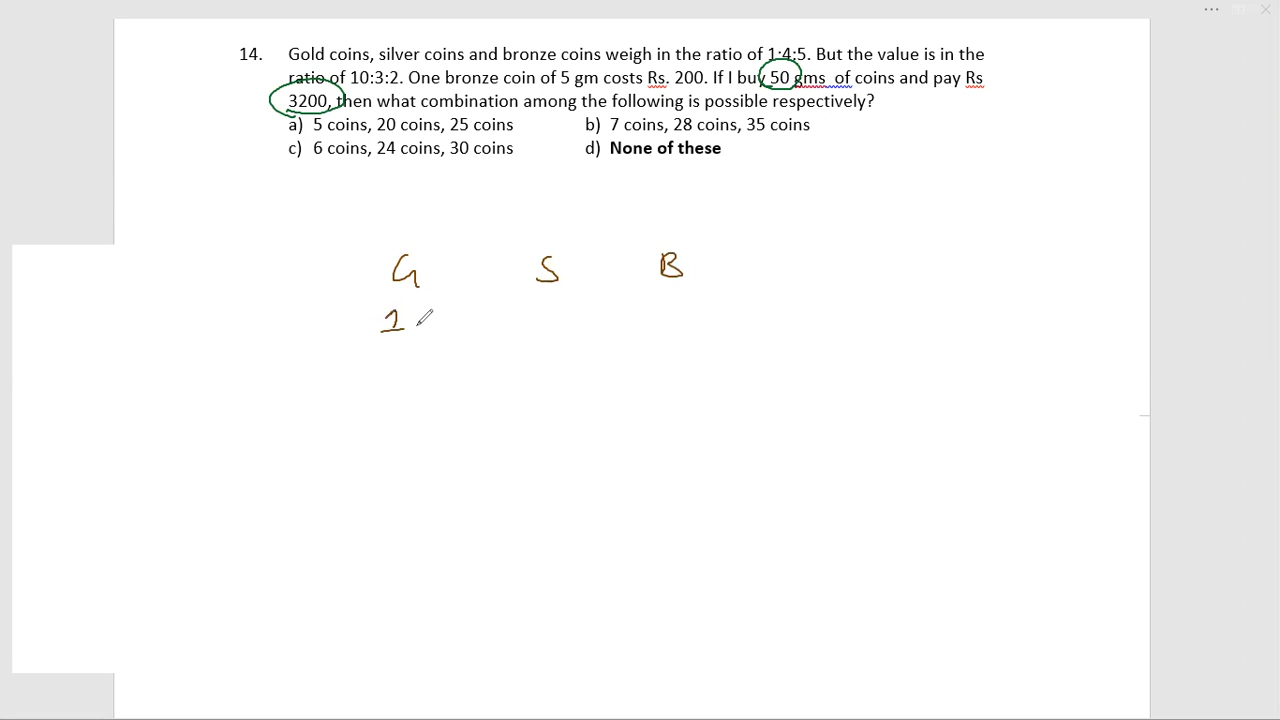 14. Gold coins, silver coins and bronze coins weigh in the ratio of 1:4:5. But the value is in the
ratio of 10:3:2. One bronze coin of 5 gm costs Rs. 200. If I buy 50 gms of coins and pay Rs
3200, then what combination among the following is possible respectively?
a) 5 coins, 20 coins, 25 coins b) 7 coins, 28 coins, 35 coins
c) 6 coins, 24 coins, 30 coins d) None of these
G S B
1